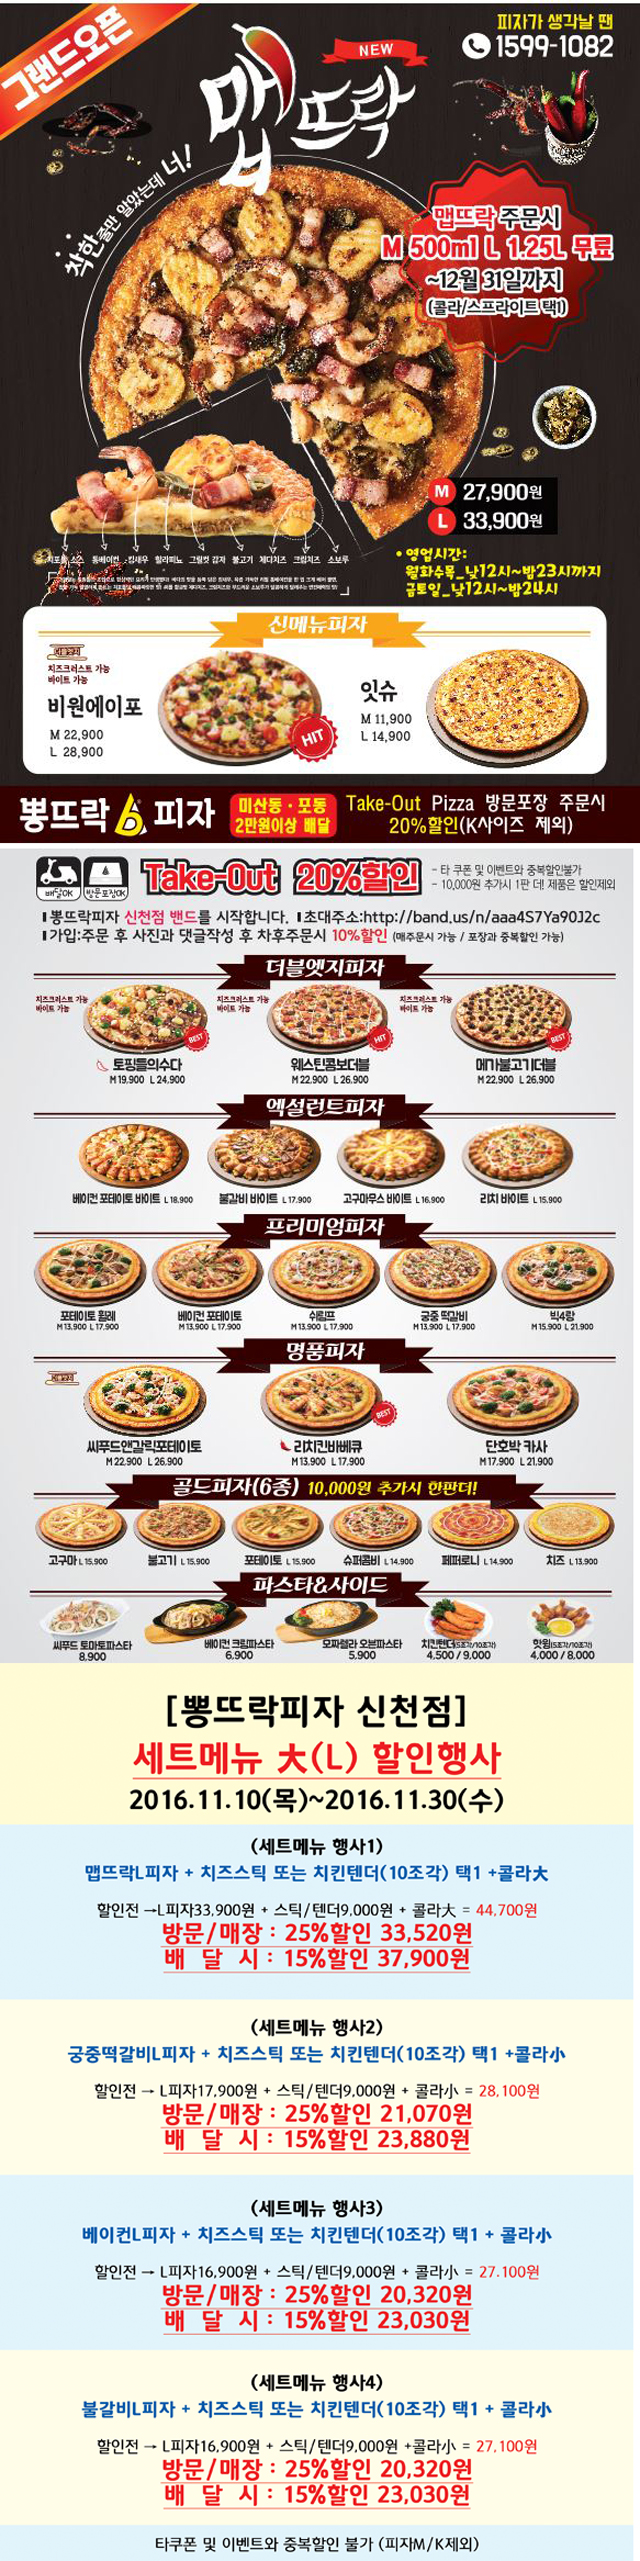 그랜드오픈
피자가 생각날 땐
1599-1082
NEW
맵뜨락
착한줄만 알았는데 너!
맵뜨락 주문시
M 500ml L 1.25L 무료
~12월 31일까지
(콜라/스프라이트 택1)
M 27,900원
L 33,900원
통베이컨 킹새우 할라피뇨 그릴컷 감자 불고기 체다치즈 크림치즈 소보루
• 영업시간:
월화수목_낮12시~밤23시까지
금토일_낮12시~밤24시
신메뉴피자
더블엣지
치즈크러스트 가능
바이트 가능
비원에이포
M 22,900
L 28,900
HIT
잇슈
M 11,900
L 14,900
뽕뜨락 피자
미산동·포동
2만원이상 배달
Take-Out Pizza 방문포장 주문시
20%할인(K사이즈 제외)
배달OK 방문포장OK
Take-Out 20%할인
- 타 쿠폰 및 이벤트와 중복할인불가
- 10,000원 추가시 1판 더! 제품은 할인제외
뽕뜨락피자 신천점 밴드를 시작합니다. 초대주소:http://band.us/n/aaa4S7Ya90J2c
가입:주문 후 사진과 댓글작성 후 차후주문시 10%할인 (매주문시 가능 / 포장과 중복할인 가능)
더블엣지피자
치즈크러스트 가능
바이트 가능
치즈크러스트 가능
바이트 가능
치즈크러스트 가능
바이트 가능
BEST HIT BEST
토핑들의수다 웨스틴콤보더블 메가불고기더블
M 19,900 L 24,900 M 22,900 L 26,900 M 22,900 L 26,900
엑설런트피자
베이컨 포테이토 바이트 L 18,900 불갈비 바이트 L 17,900 고구마무스 바이트 L 16,900 리치 바이트 L 15,900
프리미엄피자
포테이토 휠레 베이컨 포테이토 쉬림프 궁중 떡갈비 빅4랑
M 13,900 L 17,900 M 13,900 L 17,900 M 13,900 L 17,900 M 13,900 L 17,900 M 15,900 L 21,900
명품피자
더블엣지
BEST
씨푸드앤갈릭포테이토 리치킨바베큐 단호박 카사
M 22,900 L 26,900 M 13,900 L 17,900 M 17,900 L 21,900
골드피자(6종) 10,000원 추가시 한판더!
고구마 L 15,900 불고기 L 15,900 포테이토 L 15,900 슈퍼콤비 L 14,900 페퍼로니 L 14,900 치즈 L 13,900
파스타&사이드
씨푸드 토마토파스타 베이컨 크림파스타 모짜렐라 오븐파스타 치킨텐더(5조각/10조각) 핫윙(5조각/10조각)
8,900 6,900 5,900 4,500 / 9,000 4,000 / 8,000
[뽕뜨락피자 신천점]
세트메뉴 大(L) 할인행사
2016.11.10(목)~2016.11.30(수)
(세트메뉴 행사1)
맵뜨락L피자 + 치즈스틱 또는 치킨텐더(10조각) 택1 +콜라大
할인전 →L피자33,900원 + 스틱/텐더9,000원 + 콜라大 = 44,700원
방문/매장 : 25%할인 33,520원
배 달 시 : 15%할인 37,900원
(세트메뉴 행사2)
궁중떡갈비L피자 + 치즈스틱 또는 치킨텐더(10조각) 택1 +콜라小
할인전 → L피자17,900원 + 스틱/텐더9,000원 + 콜라小 = 28,100원
방문/매장 : 25%할인 21,070원
배 달 시 : 15%할인 23,880원
(세트메뉴 행사3)
베이컨L피자 + 치즈스틱 또는 치킨텐더(10조각) 택1 + 콜라小
할인전 → L피자16,900원 + 스틱/텐더9,000원 + 콜라小 = 27.100원
방문/매장 : 25%할인 20,320원
배 달 시 : 15%할인 23,030원
(세트메뉴 행사4)
불갈비L피자 + 치즈스틱 또는 치킨텐더(10조각) 택1 + 콜라小
할인전 → L피자16,900원 + 스틱/텐더9,000원 +콜라小 = 27,100원
방문/매장 : 25%할인 20,320원
배 달 시 : 15%할인 23,030원
타쿠폰 및 이벤트와 중복할인 불가 (피자M/K제외)